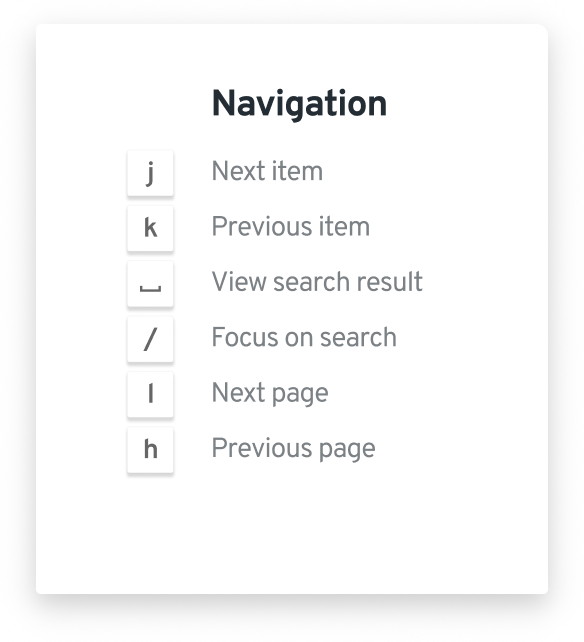 Navigation
j Next item
k Previous item
⎵ View search result
/ Focus on search
l Next page
h Previous page